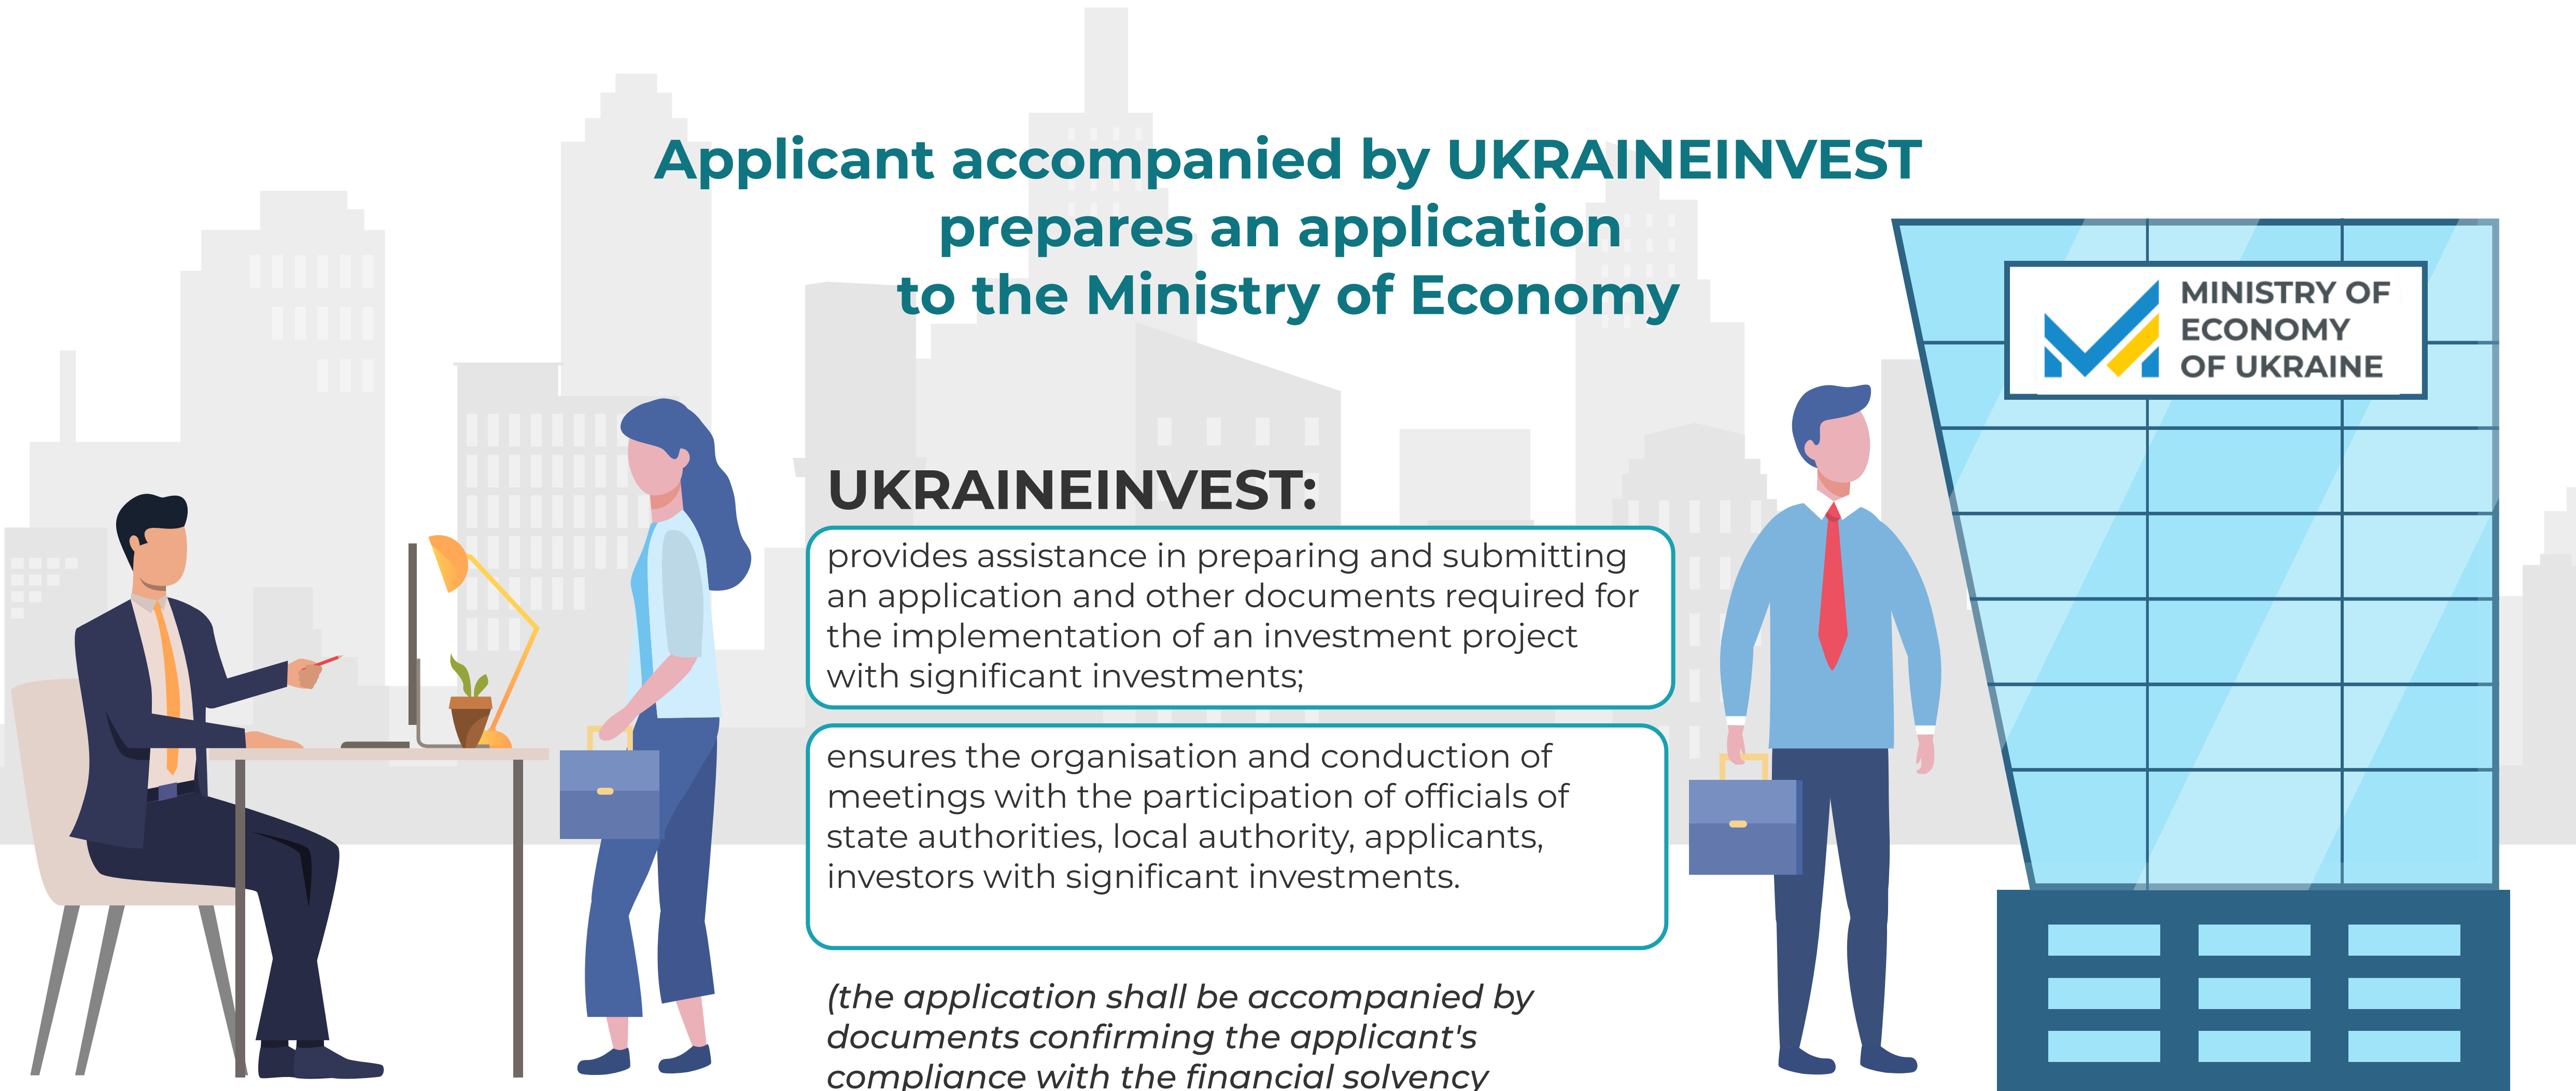 Applicant accompanied by UKRAINEINVEST
prepares an application
to the Ministry of Economy
MINISTRY OF
ECONOMY
OF UKRAINE
UKRAINEINVEST:
provides assistance in preparing and submitting
an application and other documents required for
the implementation of an investment project
with significant investments;
ensures the organisation and conduction of
meetings with the participation of officials of
state authorities, local authority, applicants,
investors with significant investments.
(the application shall be accompanied by
documents confirming the applicant's
compliance with the financial solvency